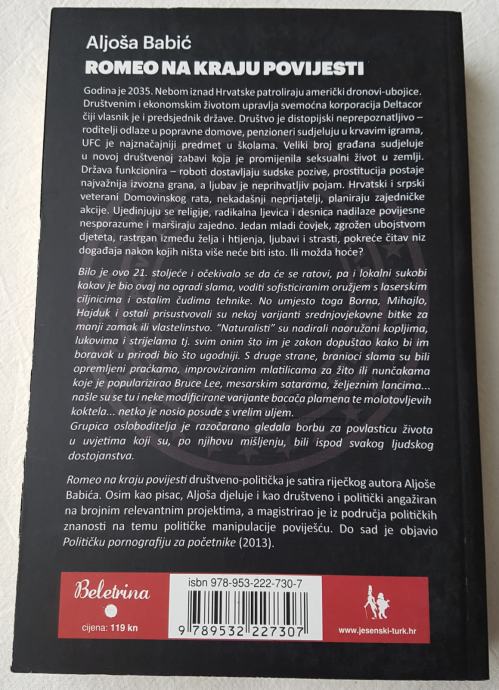 Aljoša Babić
ROMEO NA KRAJU POVIJESTI
Godina je 2035. Nebom iznad Hrvatske patroliraju američki dronovi-ubojice.
Društvenim i ekonomskim životom upravlja svemoćna korporacija Deltacor
čiji vlasnik je i predsjednik države. Društvo je distopijski neprepoznatljivo –
roditelji odlaze u popravne domove, penzioneri sudjeluju u krvavim igrama,
UFC je najznačajniji predmet u školama. Veliki broj građana sudjeluje
u novoj društvenoj zabavi koja je promijenila seksualni život u zemlji.
Država funkcionira – roboti dostavljaju sudske pozive, prostitucija postaje
najvažnija izvozna grana, a ljubav je neprihvatljiv pojam. Hrvatski i srpski
veterani Domovinskog rata, nekadašnji neprijatelji, planiraju zajedničke
akcije. Ujedinjuju se religije, radikalna ljevica i desnica nadilaze povijesne
nesporazume i marširaju zajedno. Jedan mladi čovjek, zgrožen ubojstvom
djeteta, rastrgan između želja i htijenja, ljubavi i strasti, pokreće čitav niz
događaja nakon kojih ništa više neće biti isto. Ili možda hoće?
Bilo je ovo 21. stoljeće i očekivalo se da će se ratovi, pa i lokalni sukobi
kakav je bio ovaj na ogradi slama, voditi sofisticiranim oružjem s laserskim
ciljnicima i ostalim čudima tehnike. No umjesto toga Borna, Mihajlo,
Hajduk i ostali prisustvovali su nekoj varijanti srednjovjekovne bitke za
manji zamak ili vlastelinstvo. “Naturalisti” su nadirali naoružani kopljima,
lukovima i strijelama tj. svim onim što im je zakon dopuštao kako bi im
boravak u prirodi bio što ugodniji. S druge strane, branioci slama su bili
opremljeni praćkama, improviziranim mlatilicama za žito ili nunčakama
koje je popularizirao Bruce Lee, mesarskim satarama, željeznim lancima...
našle su se tu i neke modificirane varijante bacača plamena te molotovljevih
koktela... netko je nosio posude s vrelim uljem.
Grupica osloboditelja je razočarano gledala borbu za povlasticu života
u uvjetima koji su, po njihovu mišljenju, bili ispod svakog ljudskog
dostojanstva.
Romeo na kraju povijesti društveno-politička je satira riječkog autora Aljoše
Babića. Osim kao pisac, Aljoša djeluje i kao društveno i politički angažiran
na brojnim relevantnim projektima, a magistrirao je iz područja političkih
znanosti na temu političke manipulacije poviješću. Do sad je objavio
Političku pornografiju za početnike (2013).
Beletrina
cijena: 119 kn
isbn 978-953-222-730-7
9 789532 227307
www.jesenski-turk.hr